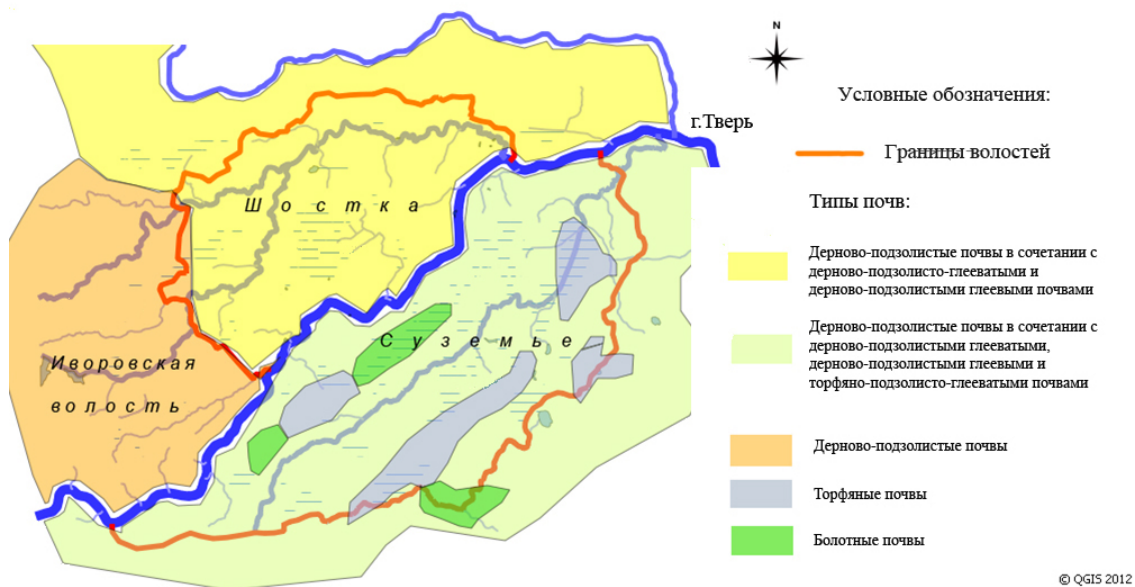 N
г.Тверь
Условные обозначения:
Границы волостей
Типы почв:
Дерново-подзолистые почвы в сочетании с
дерново-подзолисто-глееватыми и
дерново-подзолистыми глеевыми почвами
Дерново-подзолистые почвы в сочетании с
дерново-подзолистыми глееватыми,
дерново-подзолистыми глеевыми и
торфяно-подзолисто-глееватыми почвами
Дерново-подзолистые почвы
Торфяные почвы
Болотные почвы
Шостка
Суземье
Иворовская
волость
© QGIS 2012